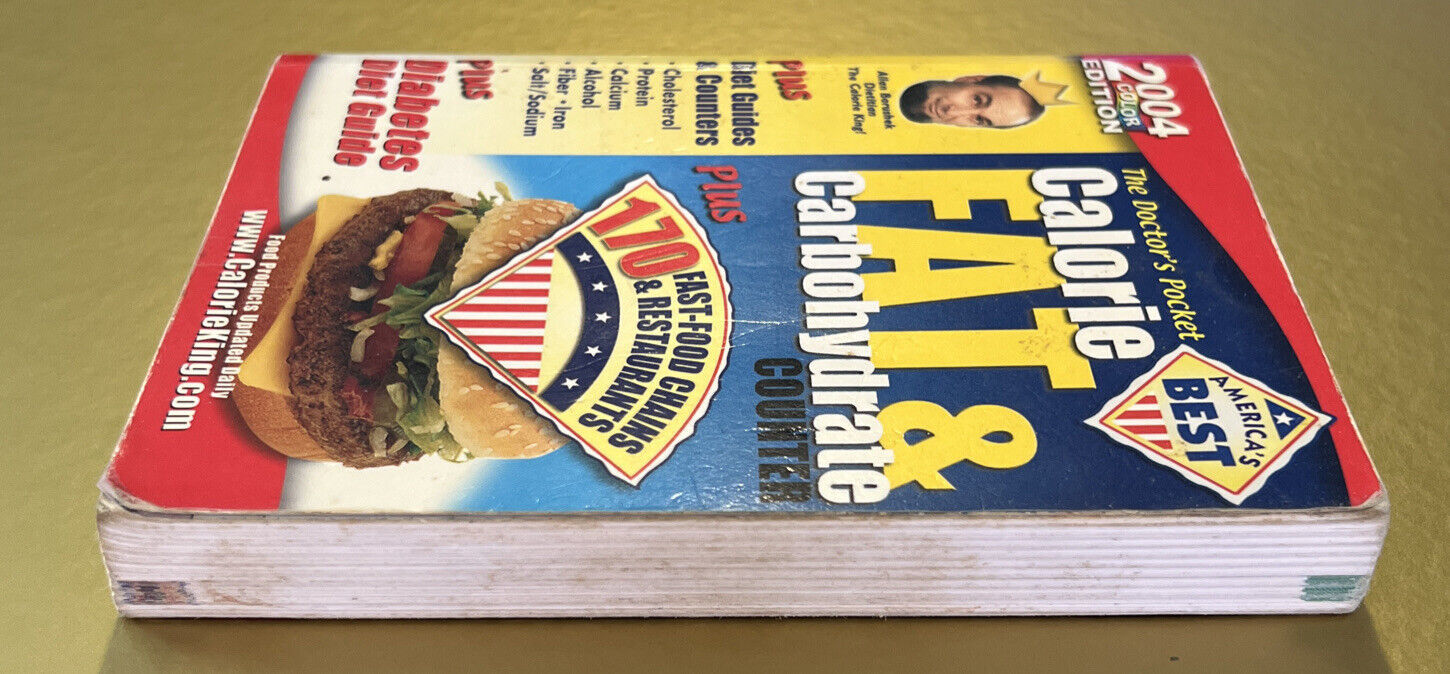 2004
COLOR
EDITION
The Doctor's Pocket
Calorie
FAT &
Carbohydrate
COUNTER
AMERICA'S
BEST
Allan Borushek
Dietitian
The Calorie King!
Plus
Diet Guides
& Counters
• Cholesterol
• Protein
• Calcium
• Alcohol
• Fiber • Iron
• Salt/Sodium
Plus
Diabetes
Diet Guide
Plus
170 FAST-FOOD CHAINS
& RESTAURANTS
Food Products Updated Daily
www.CalorieKing.com